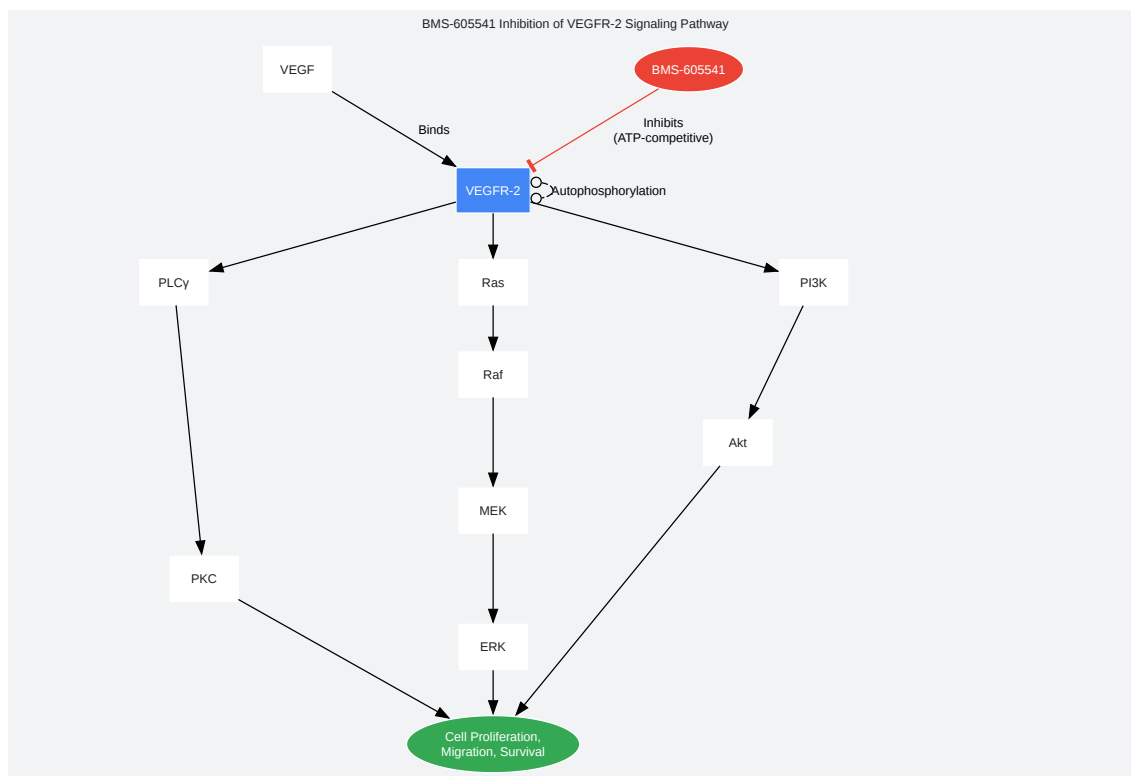 BMS-605541 Inhibition of VEGFR-2 Signaling Pathway
VEGF
BMS-605541
Binds
Inhibits
(ATP-competitive)
VEGFR-2
Autophosphorylation
PLCγ
Ras
PI3K
Raf
Akt
MEK
PKC
ERK
Cell Proliferation,
Migration, Survival